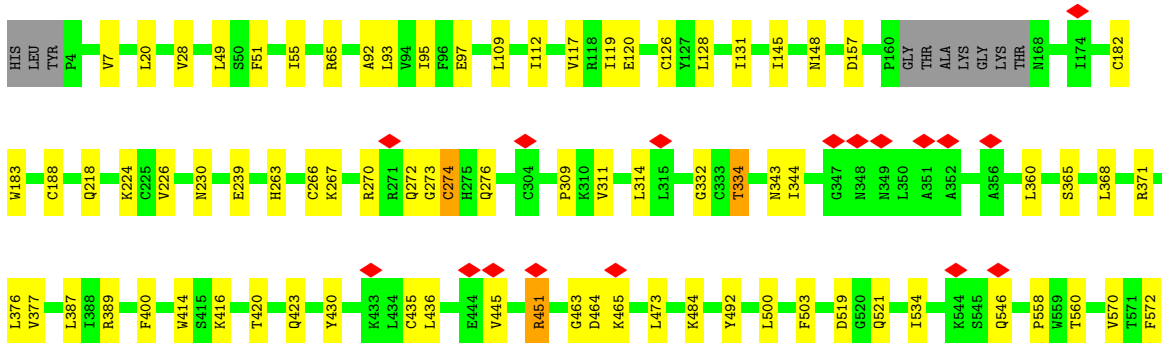 HIS LEU TYR P4 V7 L20 V28 L49 S50 F51 I55 R65 A92 L93 V94 I95 F96 E97 L109 I112 V117 R118 I119 E120 C126 Y127 L128 I131 I145 N148 D157 P160 GLY THR ALA LYS GLY LYS THR N168 I174 C182
W183 C188 Q218 K224 C225 V226 N230 E239 H263 C266 K267 R270 R271 Q272 G273 C274 H275 Q276 C304 P309 K310 V311 L314 L315 G332 C333 T334 N343 I344 G347 N348 N349 L350 A351 A352 A356 L360 S365 L368 R371
L376 V377 L387 I388 R389 F400 W414 S415 K416 T420 Q423 Y430 K433 L434 C435 L436 E444 V445 R451 G463 D464 K465 L473 K484 Y492 L500 F503 D519 G520 Q521 I534 K544 S545 Q546 P558 W559 T560 V570 T571 F572